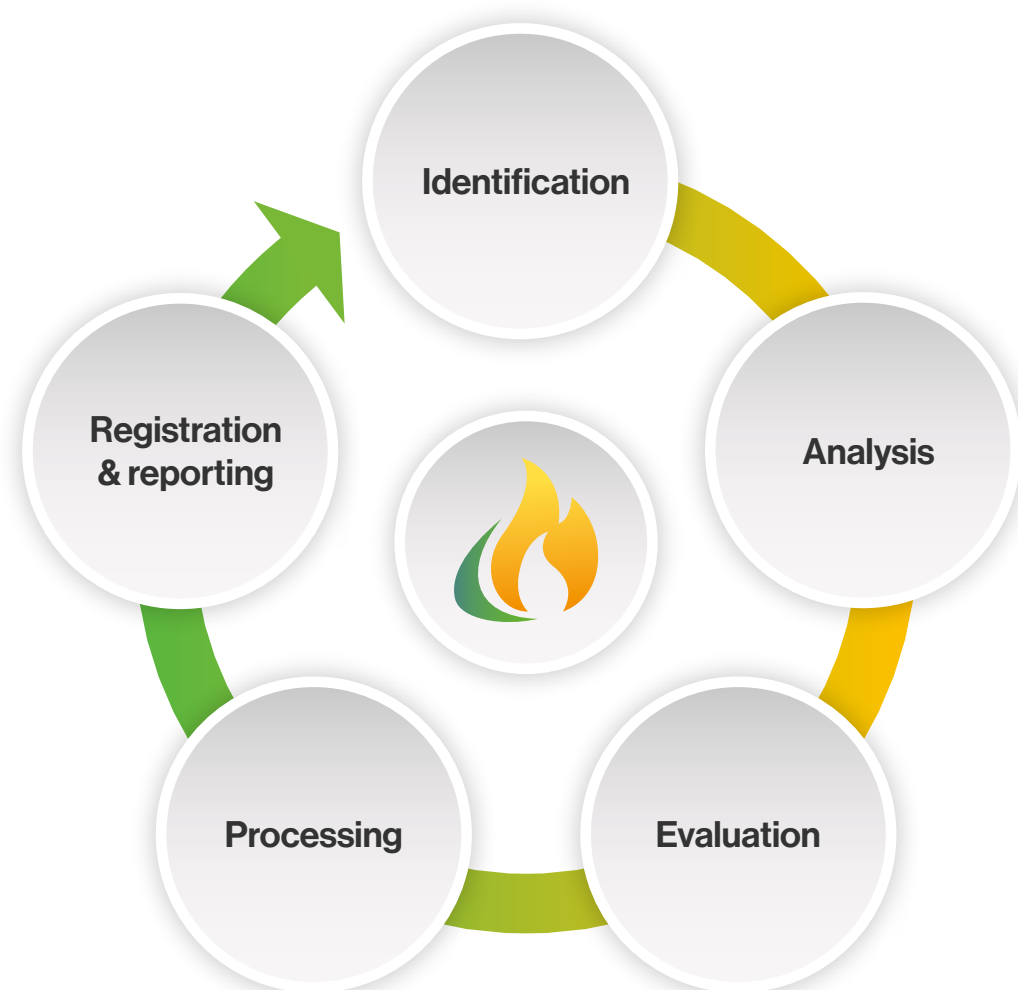 Identification
Analysis
Evaluation
Processing
Registration
& reporting